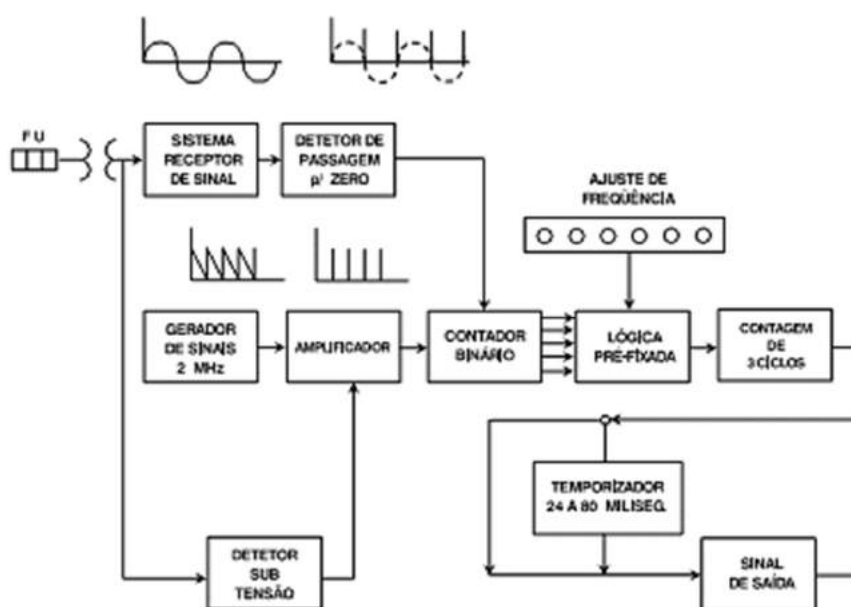 F U
SISTEMA
RECEPTOR
DE SINAL
DETETOR DE
PASSAGEM
p/ ZERO
AJUSTE DE
FREQÜÊNCIA
GERADOR
DE SINAIS
2 MHz
AMPLIFICADOR
CONTADOR
BINÁRIO
LÓGICA
PRÉ-FIXADA
CONTAGEM
DE
3 CICLOS
TEMPORIZADOR
24 A 80 MILISEG.
DETETOR
SUB
TENSÃO
SINAL
DE SAÍDA